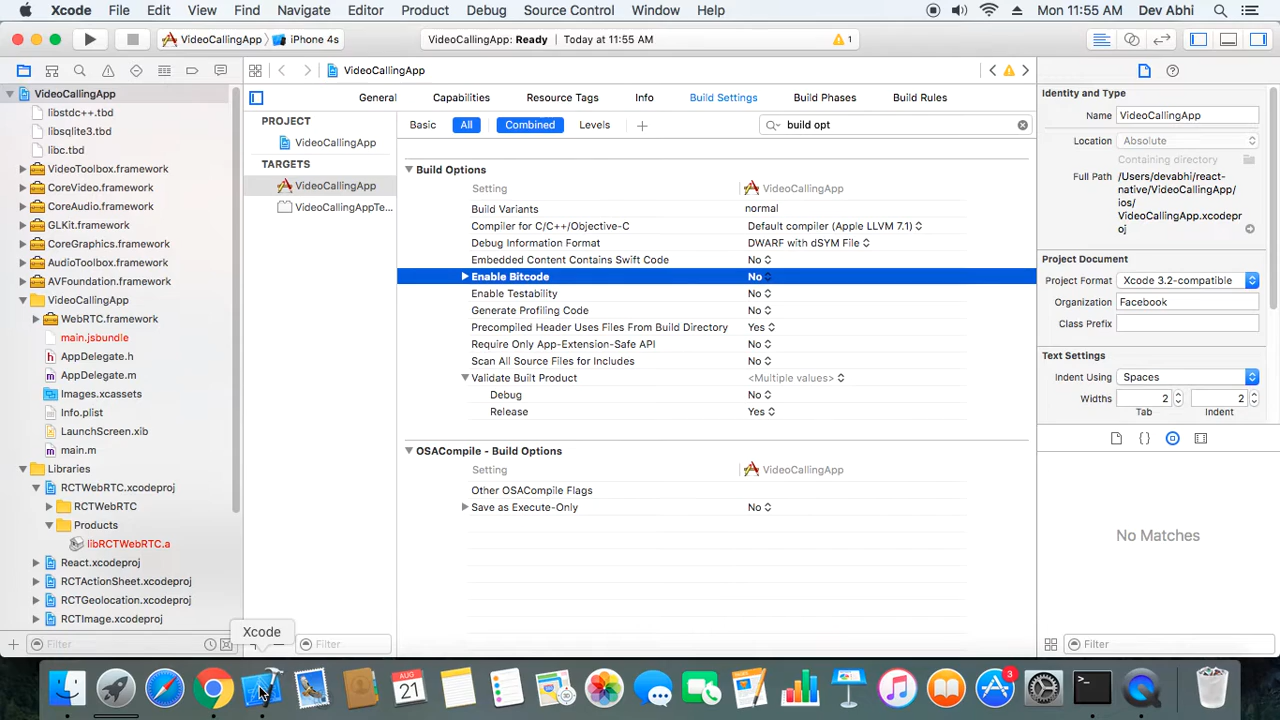 Xcode File Edit View Find Navigate Editor Product Debug Source Control Window Help Mon 11:55 AM Dev Abhi
VideoCallingApp iPhone 4s VideoCallingApp: Ready Today at 11:55 AM 1
VideoCallingApp
libstdc++.tbd
libsqlite3.tbd
libc.tbd
VideoToolbox.framework
CoreVideo.framework
CoreAudio.framework
GLKit.framework
CoreGraphics.framework
AudioToolbox.framework
AVFoundation.framework
VideoCallingApp
WebRTC.framework
main.jsbundle
AppDelegate.h
AppDelegate.m
Images.xcassets
Info.plist
LaunchScreen.xib
main.m
Libraries
RCTWebRTC.xcodeproj
RCTWebRTC
Products
libRCTWebRTC.a
React.xcodeproj
RCTActionSheet.xcodeproj
RCTGeolocation.xcodeproj
RCTImage.xcodeproj
Filter
VideoCallingApp
General Capabilities Resource Tags Info Build Settings Build Phases Build Rules
PROJECT
VideoCallingApp
TARGETS
VideoCallingApp
VideoCallingAppTe...
Filter
Basic All Combined Levels build opt
Build Options
Setting VideoCallingApp
Build Variants normal
Compiler for C/C++/Objective-C Default compiler (Apple LLVM 7.1)
Debug Information Format DWARF with dSYM File
Embedded Content Contains Swift Code No
Enable Bitcode No
Enable Testability No
Generate Profiling Code No
Precompiled Header Uses Files From Build Directory Yes
Require Only App-Extension-Safe API No
Scan All Source Files for Includes No
Validate Built Product <Multiple values>
Debug No
Release Yes
OSACompile - Build Options
Setting VideoCallingApp
Other OSACompile Flags
Save as Execute-Only No
Identity and Type
Name VideoCallingApp
Location Absolute
Containing directory
Full Path /Users/devabhi/react-
native/VideoCallingApp/
ios/
VideoCallingApp.xcodepr
oj
Project Document
Project Format Xcode 3.2-compatible
Organization Facebook
Class Prefix
Text Settings
Indent Using Spaces
Widths 2 2
Tab Indent
No Matches
Filter
Xcode
AUG
21
3